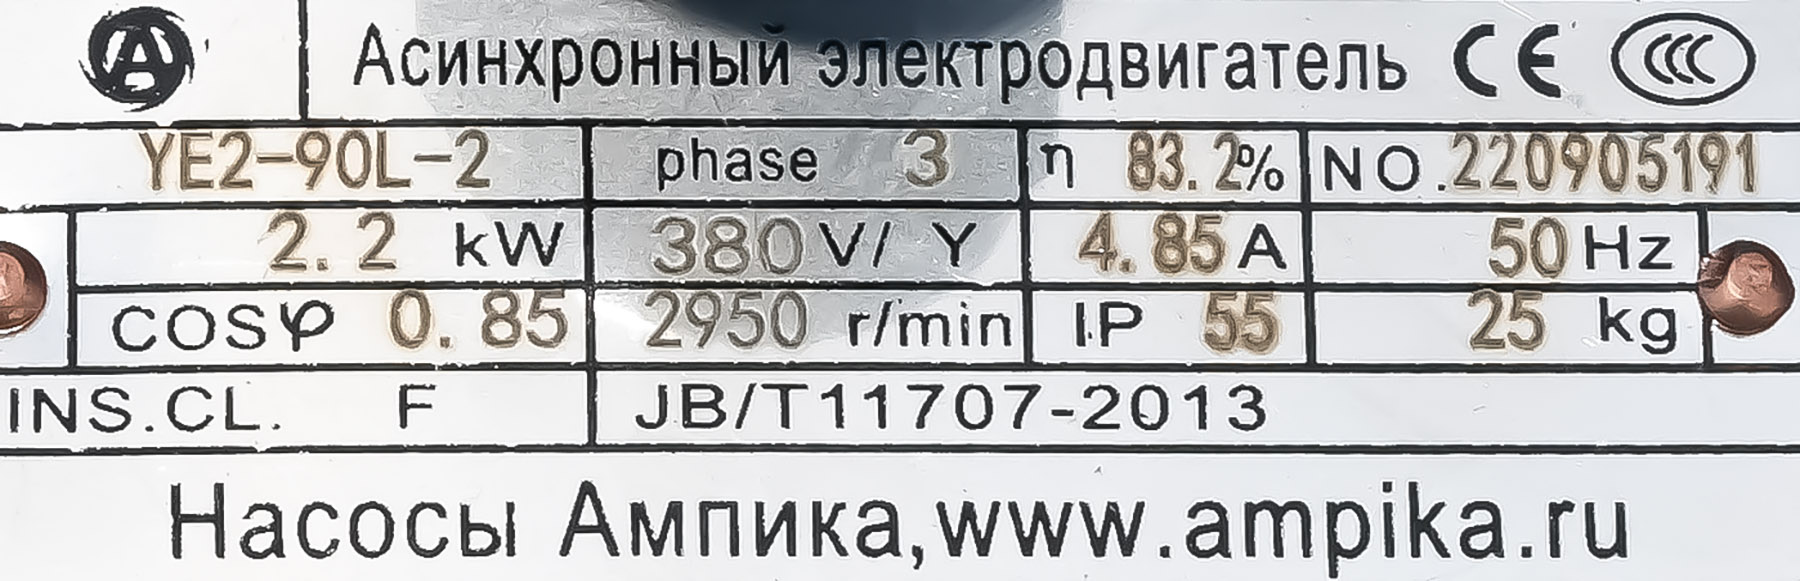 Асинхронный электродвигатель CE CCC
YE2-90L-2 phase 3 η 83.2% NO.220905191
2.2 kW 380 V/ Y 4.85 A 50 Hz
COSφ 0.85 2950 r/min IP 55 25 kg
INS.CL. F JB/T11707-2013
Насосы Ампика,www.ampika.ru